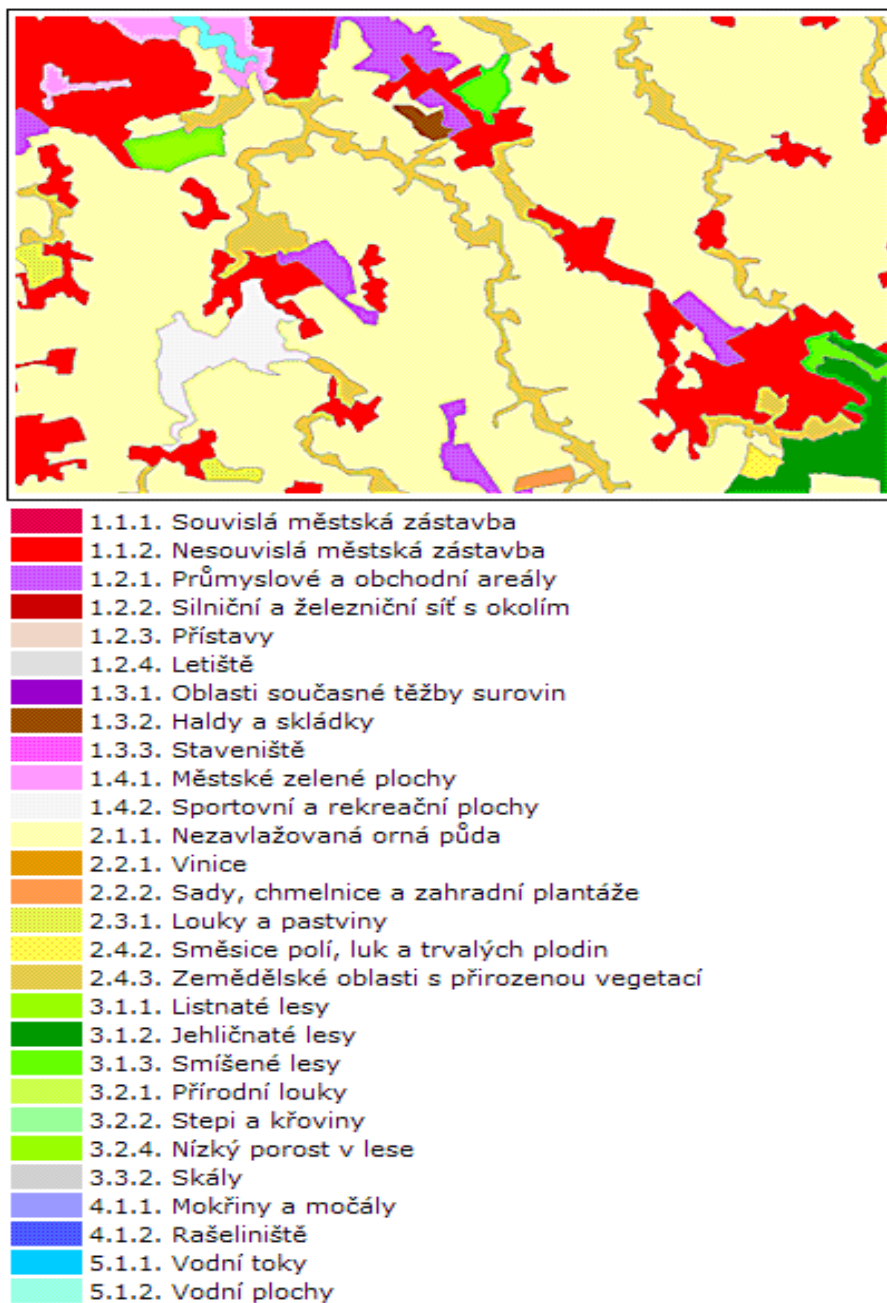 1.1.1. Souvislá městská zástavba
1.1.2. Nesouvislá městská zástavba
1.2.1. Průmyslové a obchodní areály
1.2.2. Silniční a železniční síť s okolím
1.2.3. Přístavy
1.2.4. Letiště
1.3.1. Oblasti současné těžby surovin
1.3.2. Haldy a skládky
1.3.3. Staveniště
1.4.1. Městské zelené plochy
1.4.2. Sportovní a rekreační plochy
2.1.1. Nezavlažovaná orná půda
2.2.1. Vinice
2.2.2. Sady, chmelnice a zahradní plantáže
2.3.1. Louky a pastviny
2.4.2. Směsice polí, luk a trvalých plodin
2.4.3. Zemědělské oblasti s přirozenou vegetací
3.1.1. Listnaté lesy
3.1.2. Jehličnaté lesy
3.1.3. Smíšené lesy
3.2.1. Přírodní louky
3.2.2. Stepi a křoviny
3.2.4. Nízký porost v lese
3.3.2. Skály
4.1.1. Mokřiny a močály
4.1.2. Rašeliniště
5.1.1. Vodní toky
5.1.2. Vodní plochy